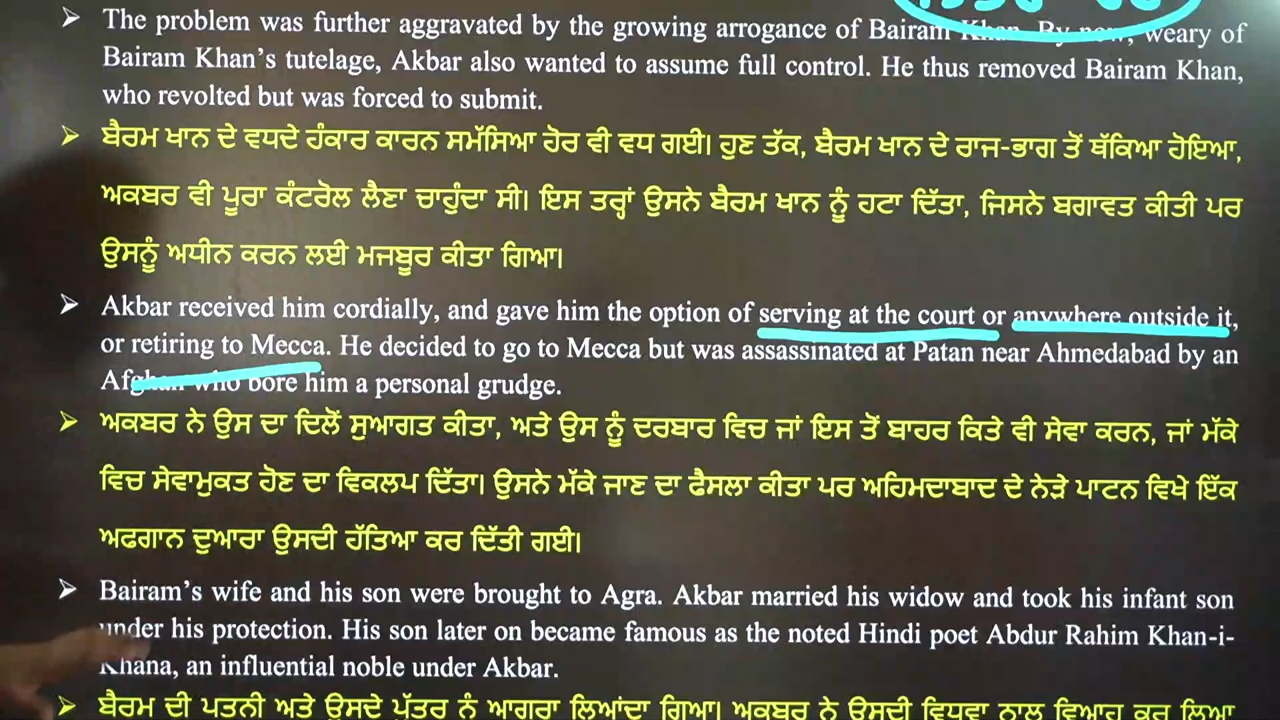 The problem was further aggravated by the growing arrogance of Bairam Khan. By now, weary of
Bairam Khan's tutelage, Akbar also wanted to assume full control. He thus removed Bairam Khan,
who revolted but was forced to submit.
ਬੈਰਮ ਖਾਨ ਦੇ ਵਧਦੇ ਹੰਕਾਰ ਕਾਰਨ ਸਮੱਸਿਆ ਹੋਰ ਵੀ ਵਧ ਗਈ। ਹੁਣ ਤੱਕ, ਬੈਰਮ ਖਾਨ ਦੇ ਰਾਜ-ਭਾਗ ਤੋਂ ਥੱਕਿਆ ਹੋਇਆ,
ਅਕਬਰ ਵੀ ਪੂਰਾ ਕੰਟਰੋਲ ਲੈਣਾ ਚਾਹੁੰਦਾ ਸੀ। ਇਸ ਤਰ੍ਹਾਂ ਉਸਨੇ ਬੈਰਮ ਖਾਨ ਨੂੰ ਹਟਾ ਦਿੱਤਾ, ਜਿਸਨੇ ਬਗਾਵਤ ਕੀਤੀ ਪਰ
ਉਸਨੂੰ ਅਧੀਨ ਕਰਨ ਲਈ ਮਜਬੂਰ ਕੀਤਾ ਗਿਆ।
Akbar received him cordially, and gave him the option of serving at the court or anywhere outside it,
or retiring to Mecca. He decided to go to Mecca but was assassinated at Patan near Ahmedabad by an
Afghan who bore him a personal grudge.
ਅਕਬਰ ਨੇ ਉਸ ਦਾ ਦਿਲੋਂ ਸੁਆਗਤ ਕੀਤਾ, ਅਤੇ ਉਸ ਨੂੰ ਦਰਬਾਰ ਵਿਚ ਜਾਂ ਇਸ ਤੋਂ ਬਾਹਰ ਕਿਤੇ ਵੀ ਸੇਵਾ ਕਰਨ, ਜਾਂ ਮੱਕੇ
ਵਿਚ ਸੇਵਾਮੁਕਤ ਹੋਣ ਦਾ ਵਿਕਲਪ ਦਿੱਤਾ। ਉਸਨੇ ਮੱਕੇ ਜਾਣ ਦਾ ਫੈਸਲਾ ਕੀਤਾ ਪਰ ਅਹਿਮਦਾਬਾਦ ਦੇ ਨੇੜੇ ਪਾਟਨ ਵਿਖੇ ਇੱਕ
ਅਫਗਾਨ ਦੁਆਰਾ ਉਸਦੀ ਹੱਤਿਆ ਕਰ ਦਿੱਤੀ ਗਈ।
Bairam's wife and his son were brought to Agra. Akbar married his widow and took his infant son
under his protection. His son later on became famous as the noted Hindi poet Abdur Rahim Khan-i-
Khana, an influential noble under Akbar.
ਬੈਰਮ ਦੀ ਪਤਨੀ ਅਤੇ ਉਸਦੇ ਪੁੱਤਰ ਨੂੰ ਆਗਰਾ ਲਿਆਂਦਾ ਗਿਆ। ਅਕਬਰ ਨੇ ਉਸਦੀ ਵਿਧਵਾ ਨਾਲ ਵਿਆਹ ਕਰ ਲਿਆ